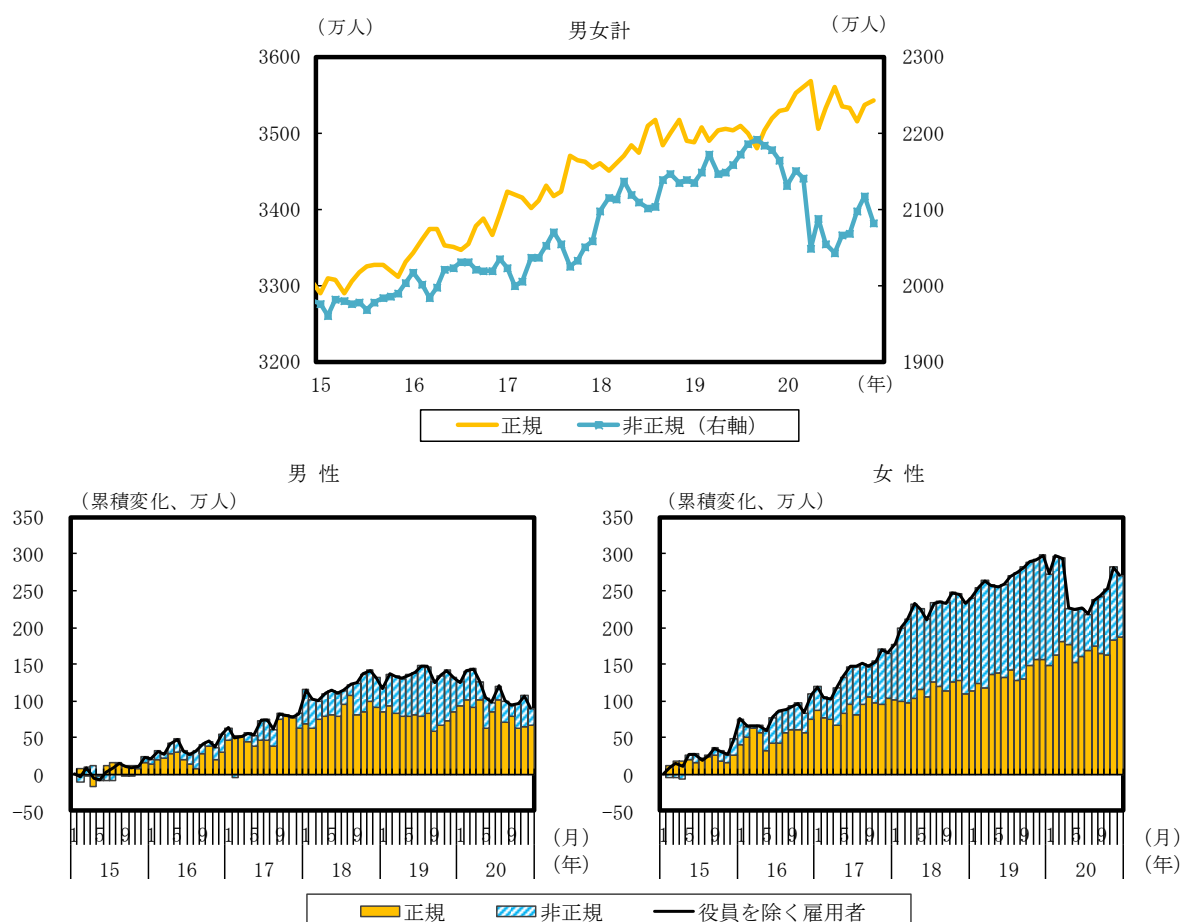 男女計
（万人）
（万人）
3600
3500
3400
3300
3200
2300
2200
2100
2000
1900
15 16 17 18 19 20 （年）
正規 非正規（右軸）
男 性
（累積変化、万人）
350
300
250
200
150
100
50
0
−50
1 5 9 1 5 9 1 5 9 1 5 9 1 5 9 1 5 9 （月）
15 16 17 18 19 20 （年）
女 性
（累積変化、万人）
350
300
250
200
150
100
50
0
−50
1 5 9 1 5 9 1 5 9 1 5 9 1 5 9 1 5 9 （月）
15 16 17 18 19 20 （年）
正規 非正規 役員を除く雇用者